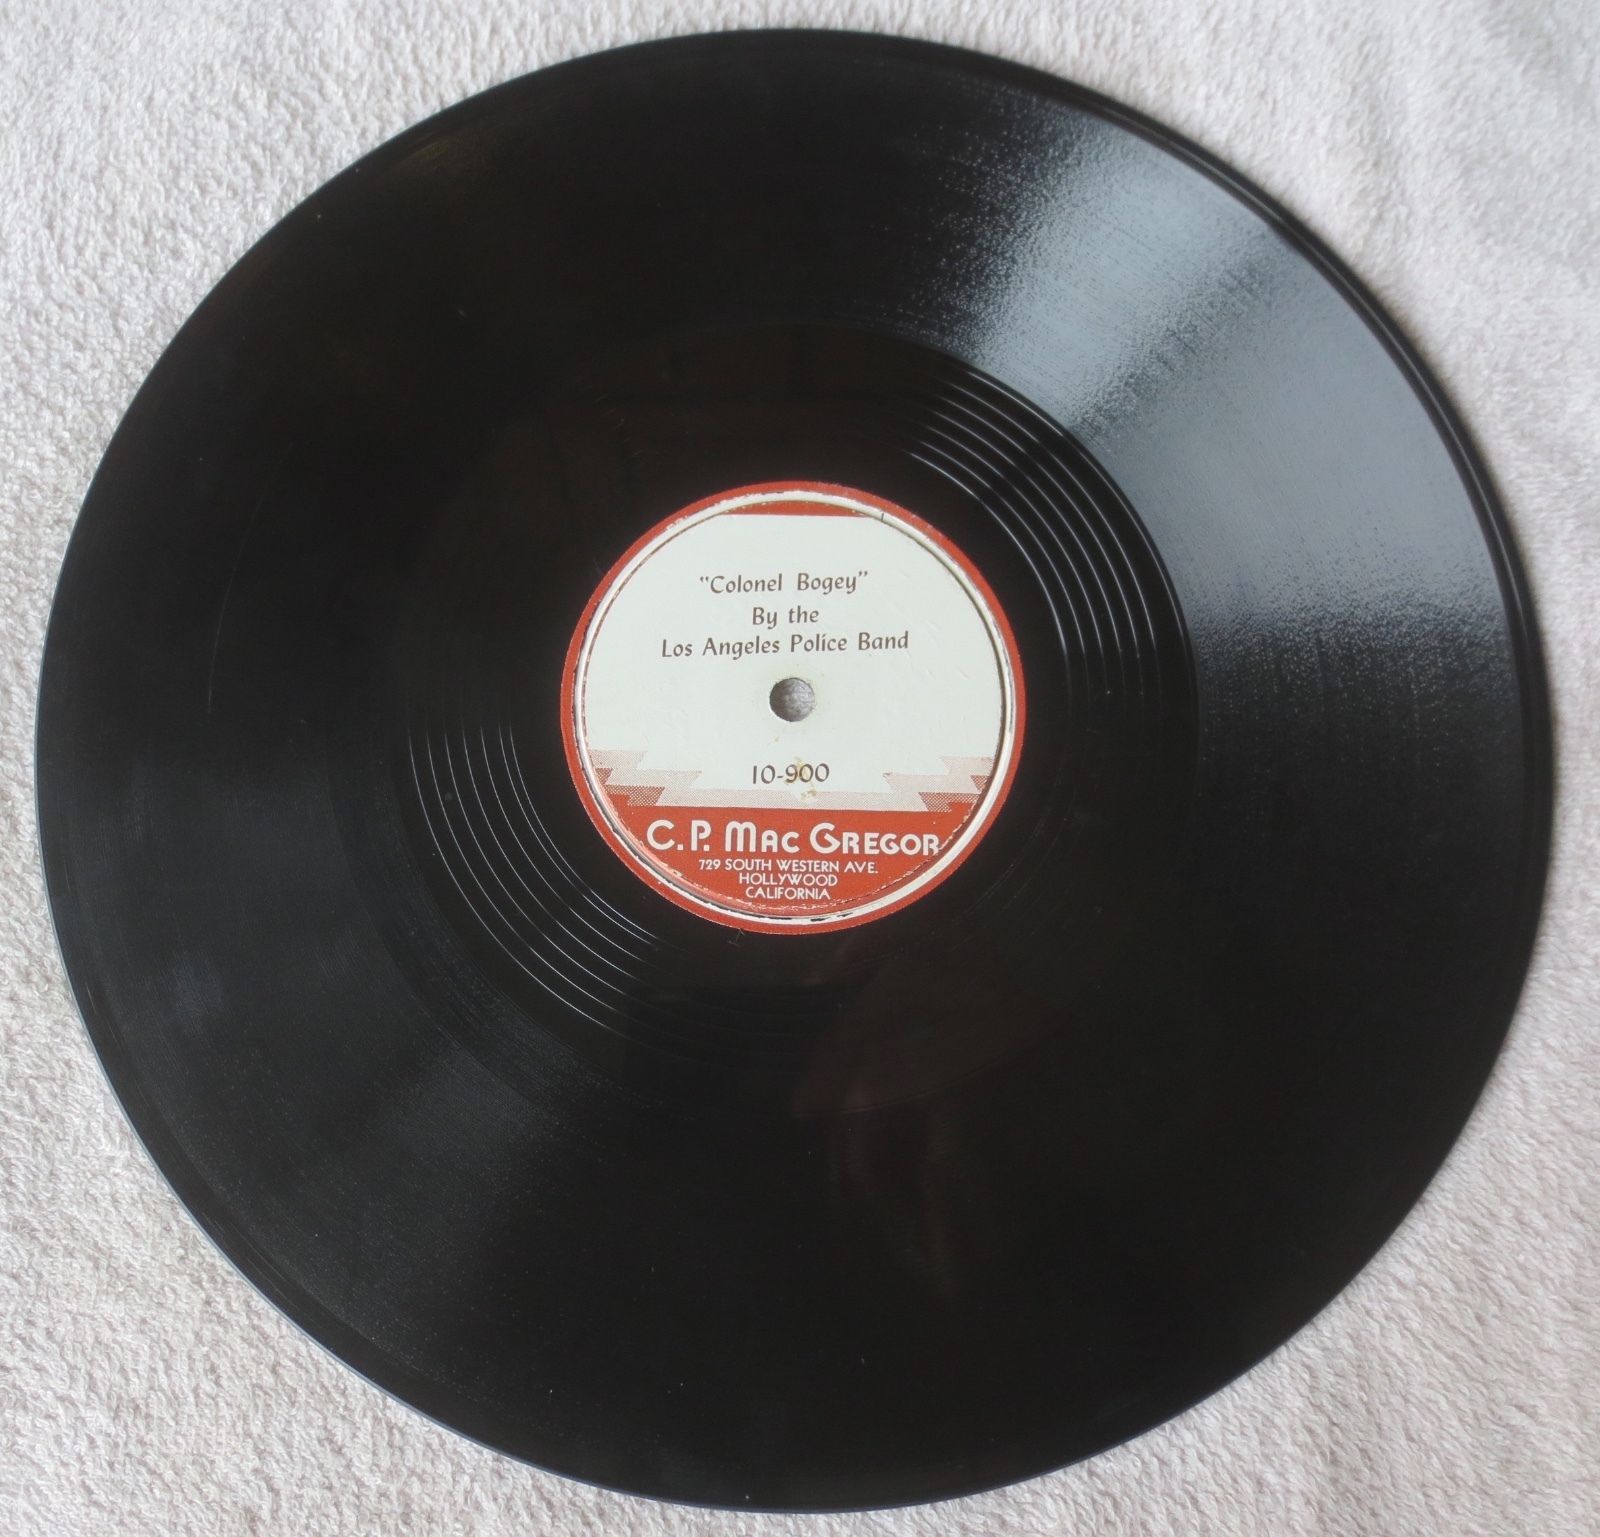 "Colonel Bogey"
By the
Los Angeles Police Band
10-900
C.P. MAC GREGOR
729 SOUTH WESTERN AVE.
HOLLYWOOD
CALIFORNIA